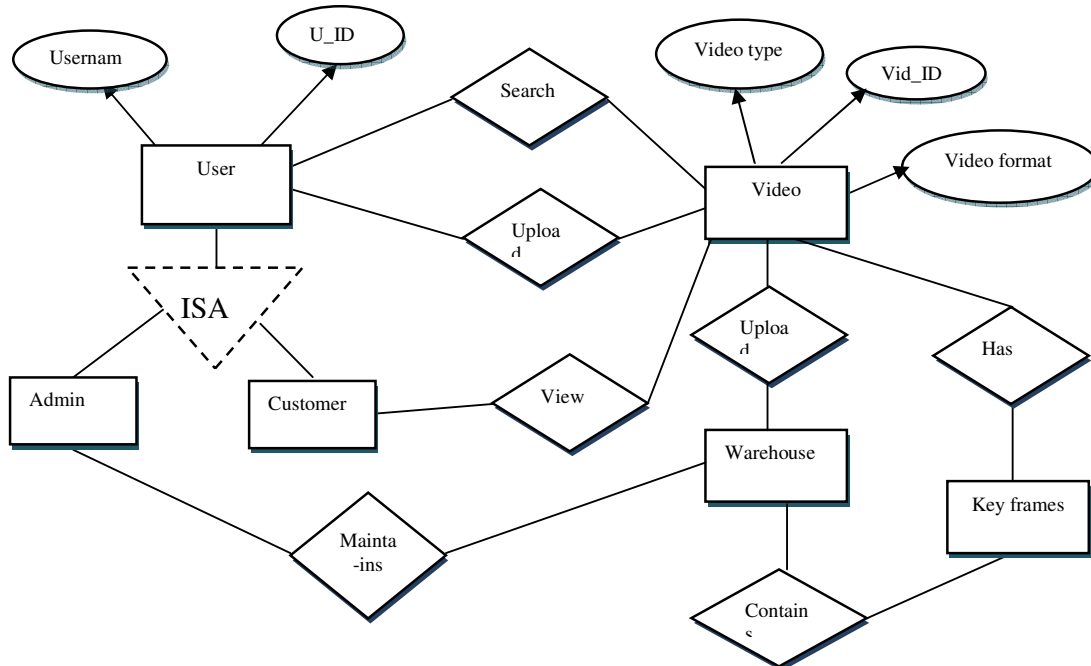 Usernam
U_ID
Video type
Vid_ID
Search
User
Video
Video format
Uploa
d
ISA
Uploa
d
Has
Admin
Customer
View
Warehouse
Key frames
Mainta
-ins
Contain
s